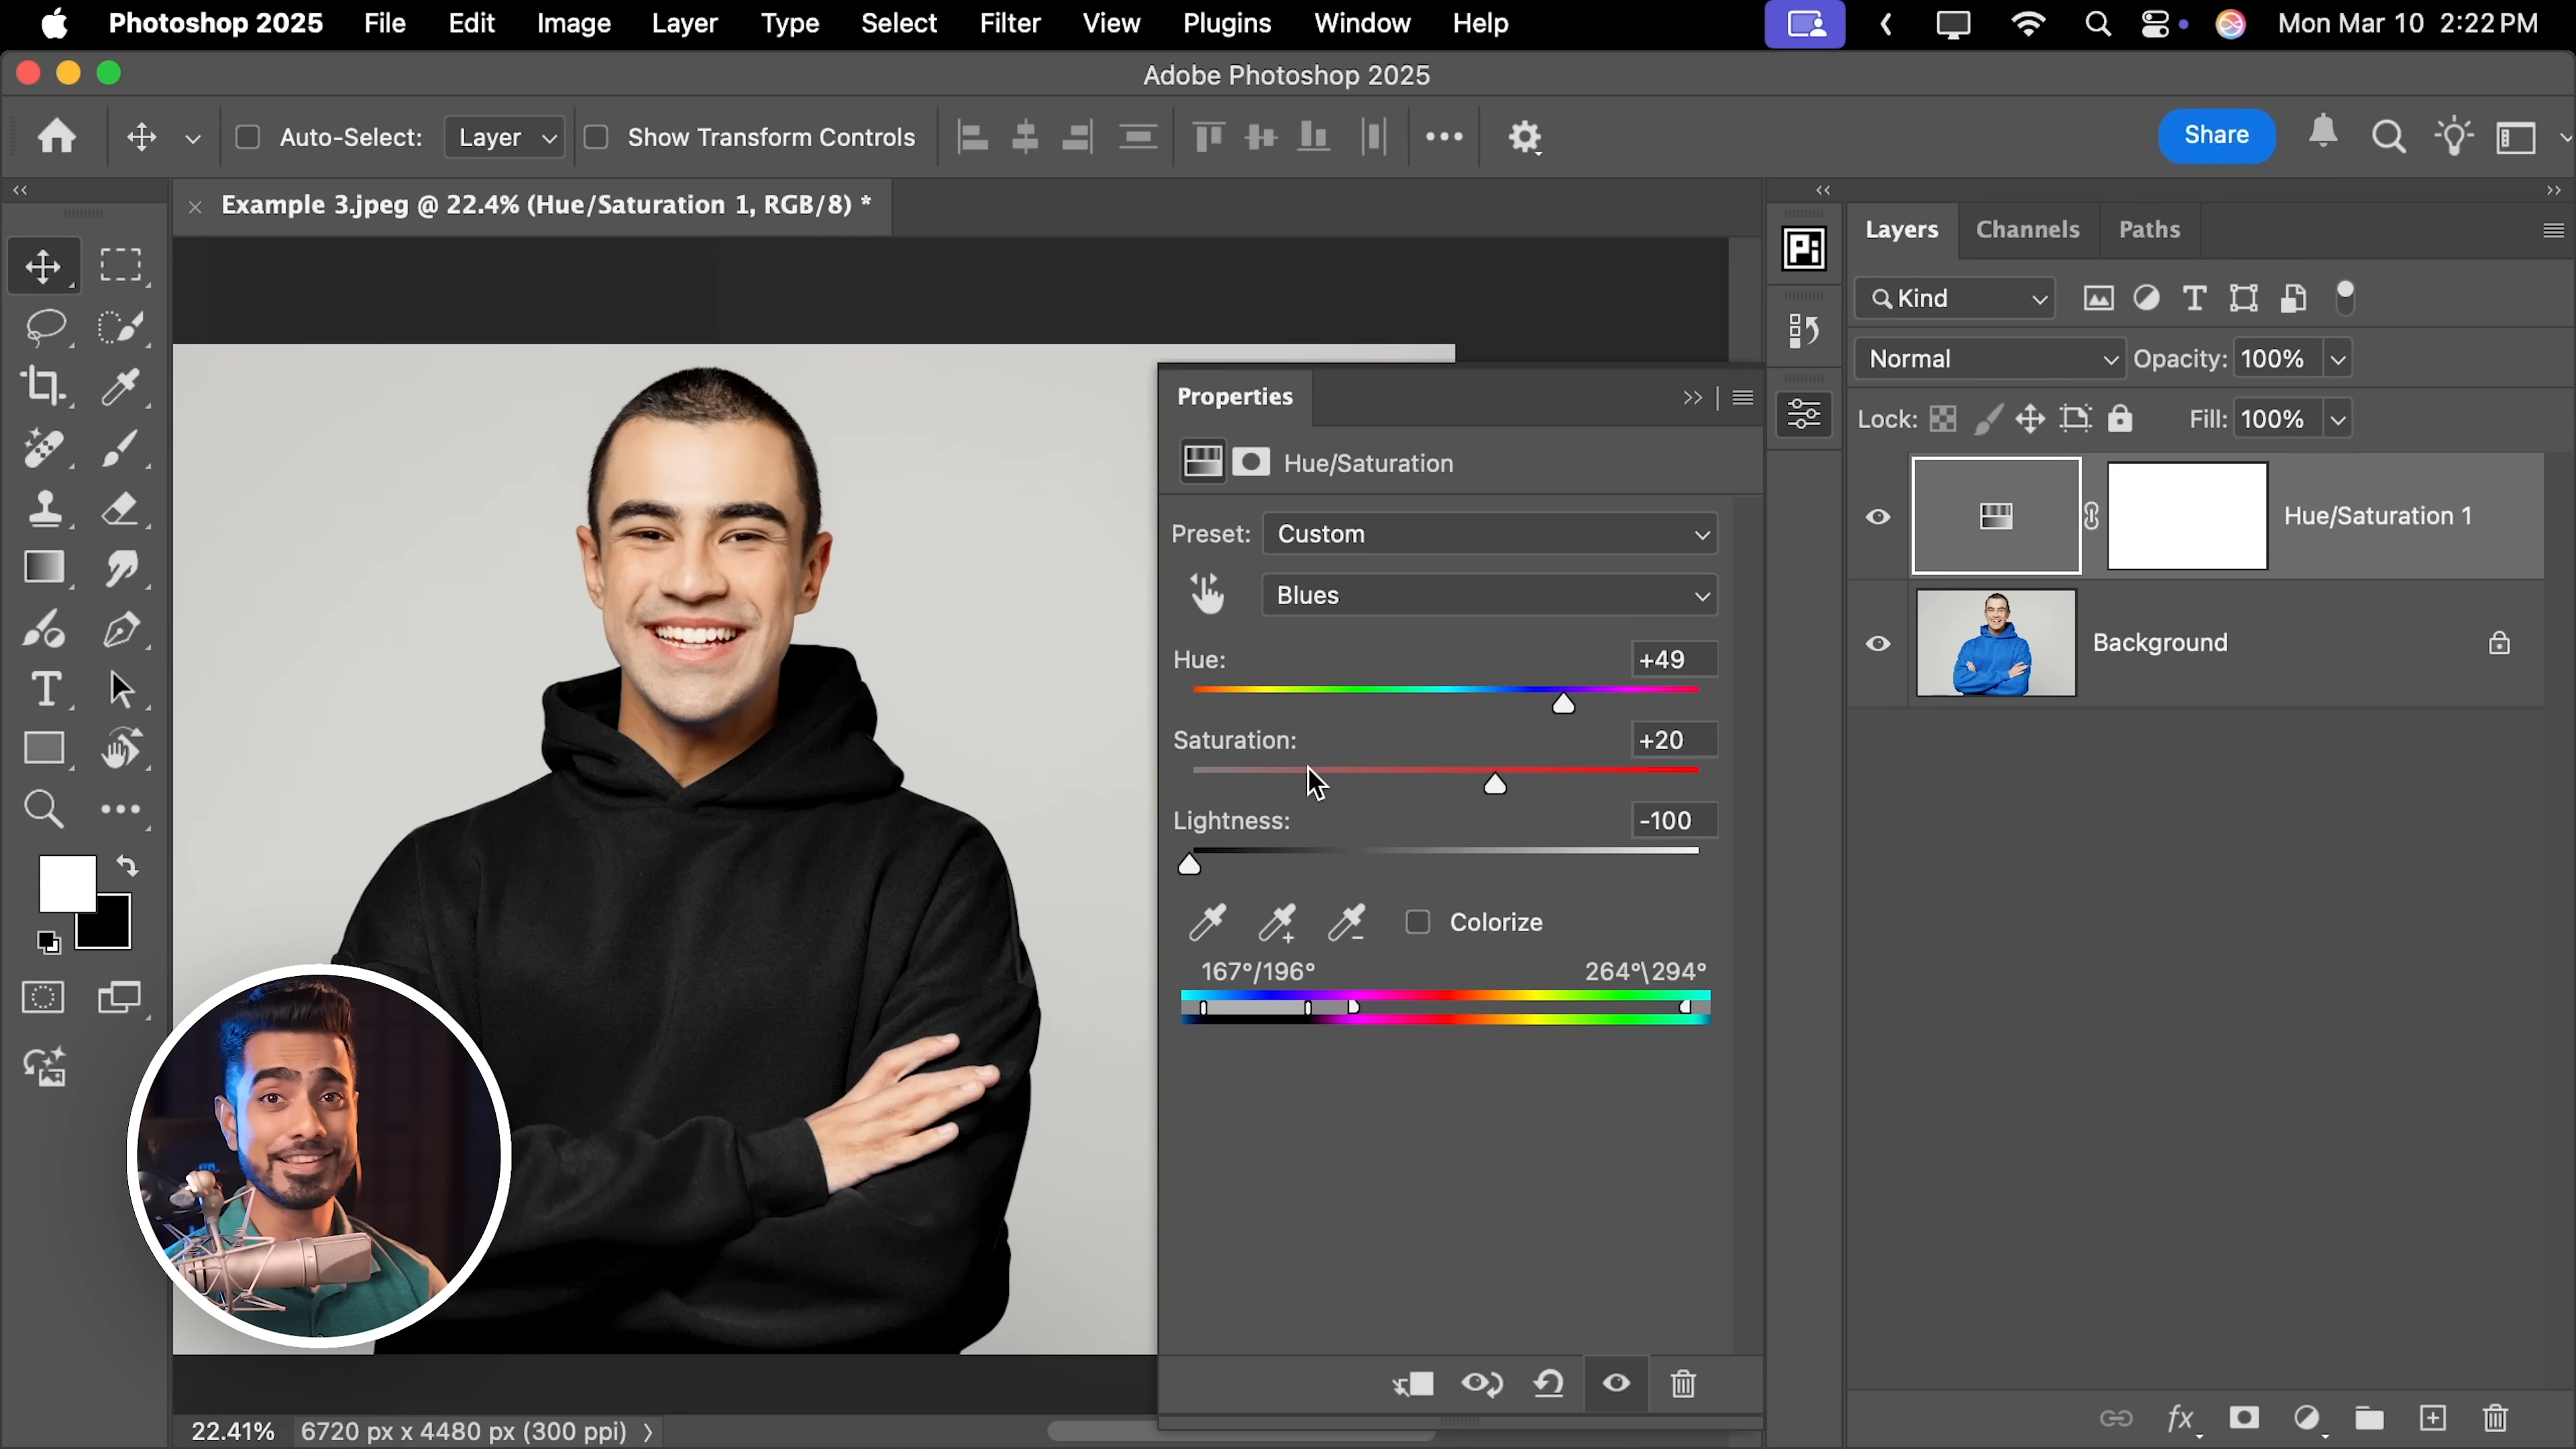 Photoshop 2025 File Edit Image Layer Type Select Filter View Plugins Window Help Mon Mar 10 2:22 PM
Adobe Photoshop 2025
Auto-Select: Layer Show Transform Controls Share
Example 3.jpeg @ 22.4% (Hue/Saturation 1, RGB/8) *
Layers Channels Paths
Pi
Kind
Normal Opacity: 100%
Lock: Fill: 100%
Hue/Saturation 1
Background
Properties
Hue/Saturation
Preset: Custom
Blues
Hue: +49
Saturation: +20
Lightness: -100
Colorize
167°/196° 264°\294°
22.41% 6720 px x 4480 px (300 ppi)
fx